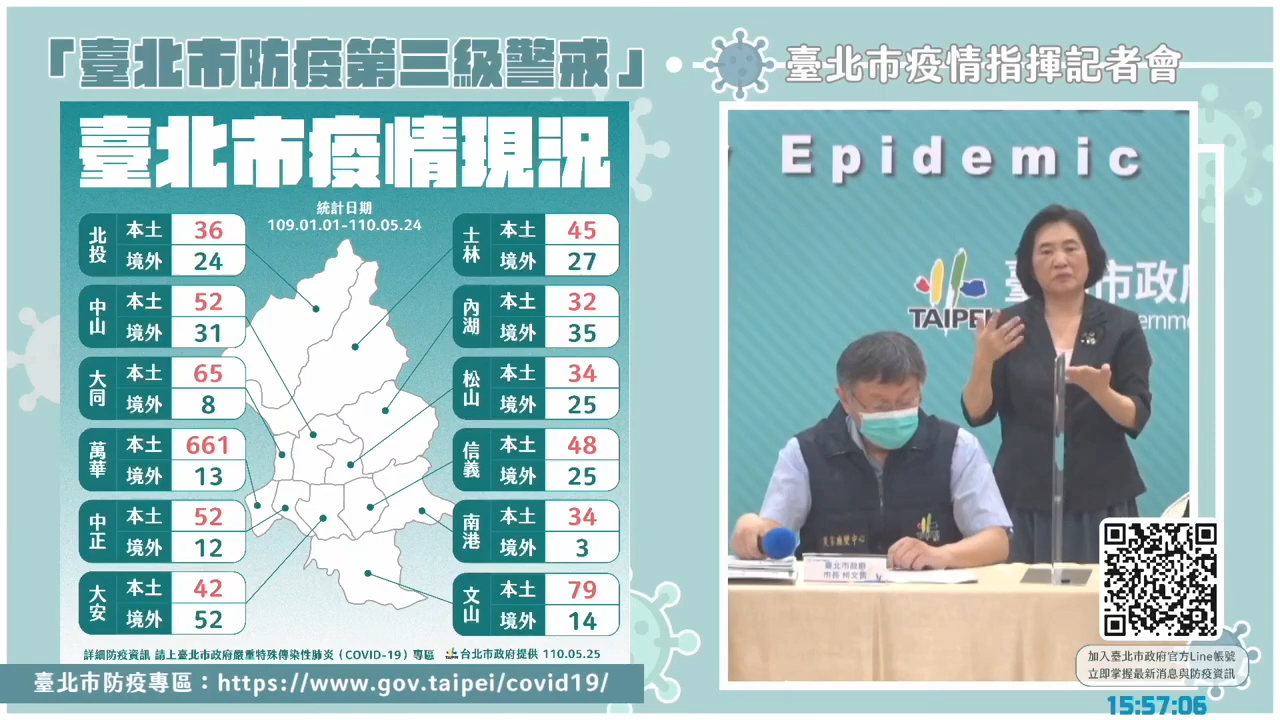 「臺北市防疫第三級警戒」
臺北市疫情指揮記者會
臺北市疫情現況
統計日期
109.01.01-110.05.24
北投 本土 36
境外 24
中山 本土 52
境外 31
大同 本土 65
境外 8
萬華 本土 661
境外 13
中正 本土 52
境外 12
大安 本土 42
境外 52
士林 本土 45
境外 27
內湖 本土 32
境外 35
松山 本土 34
境外 25
信義 本土 48
境外 25
南港 本土 34
境外 3
文山 本土 79
境外 14
詳細防疫資訊 請上臺北市政府嚴重特殊傳染性肺炎（COVID-19）專區
台北市政府提供 110.05.25
臺北市防疫專區：https://www.gov.taipei/covid19/
Epidemic
臺 市政府
TAIPEI
災害應變中心
臺北市政府
市長 柯文哲
加入臺北市政府官方Line帳號
立即掌握最新消息與防疫資訊
15:57:06